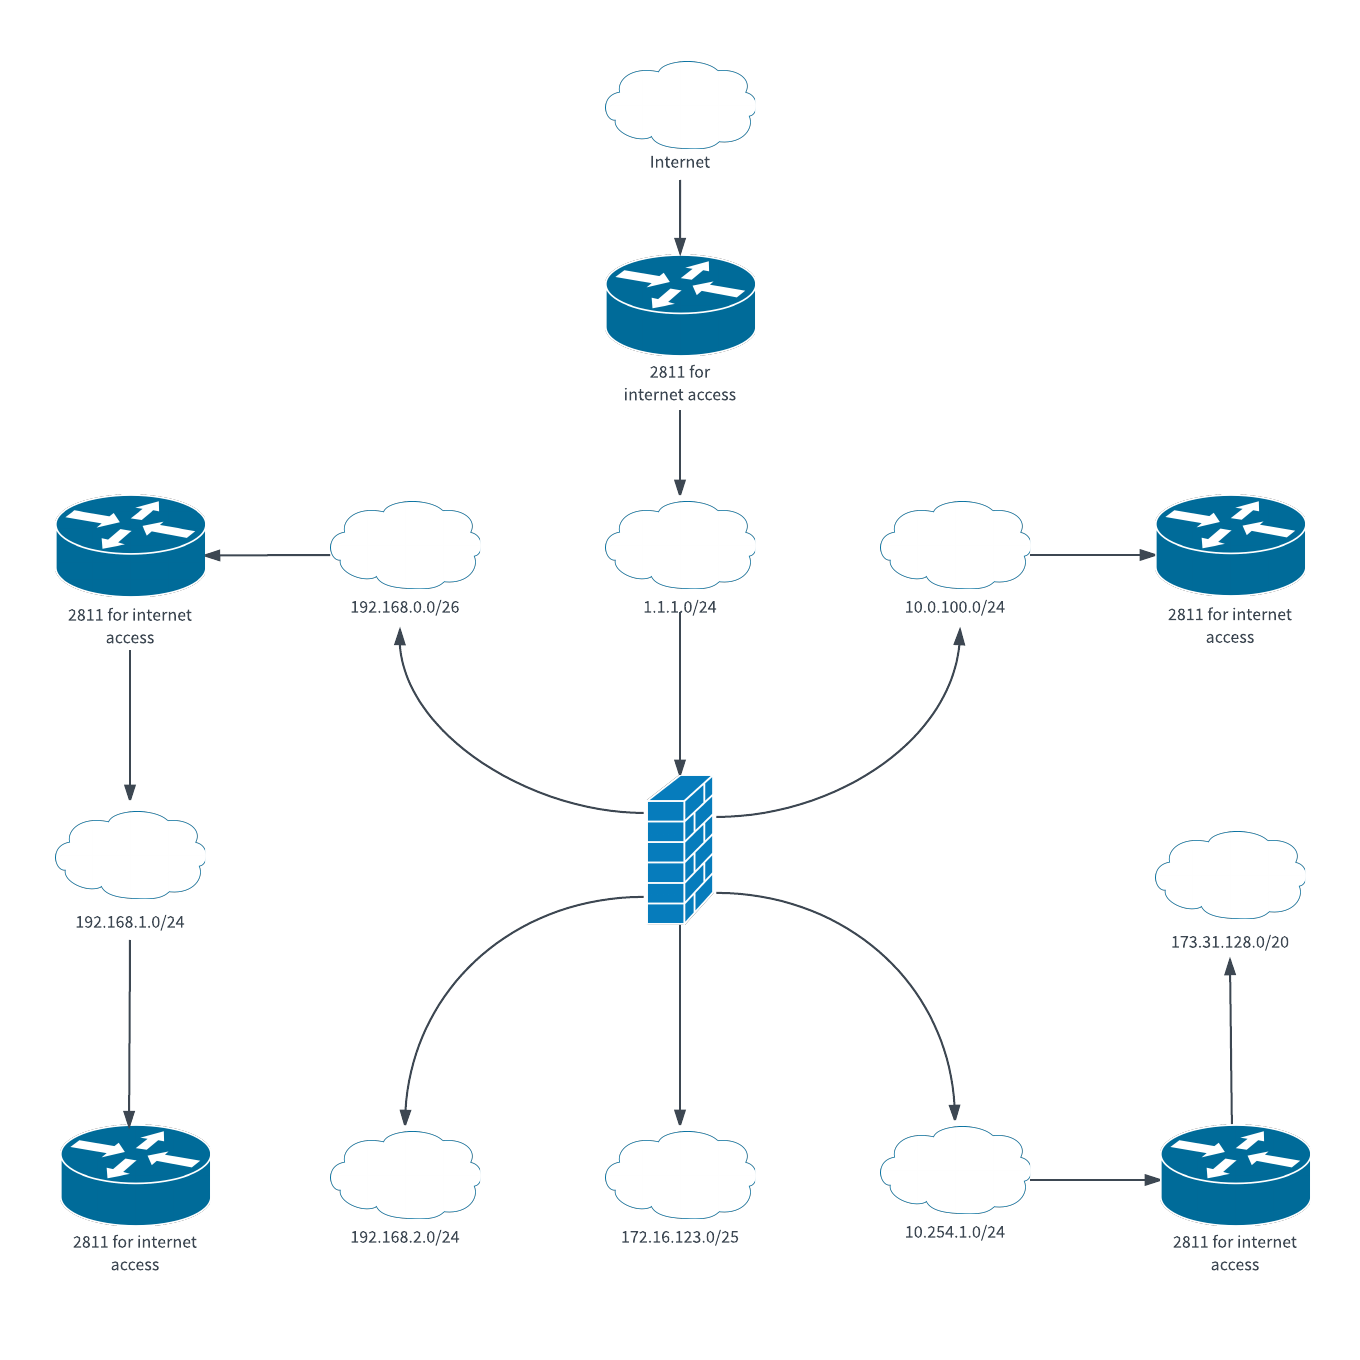 Internet
2811 for
internet access
2811 for internet
access
192.168.0.0/26
1.1.1.0/24
10.0.100.0/24
2811 for internet
access
192.168.1.0/24
173.31.128.0/20
2811 for internet
access
192.168.2.0/24
172.16.123.0/25
10.254.1.0/24
2811 for internet
access